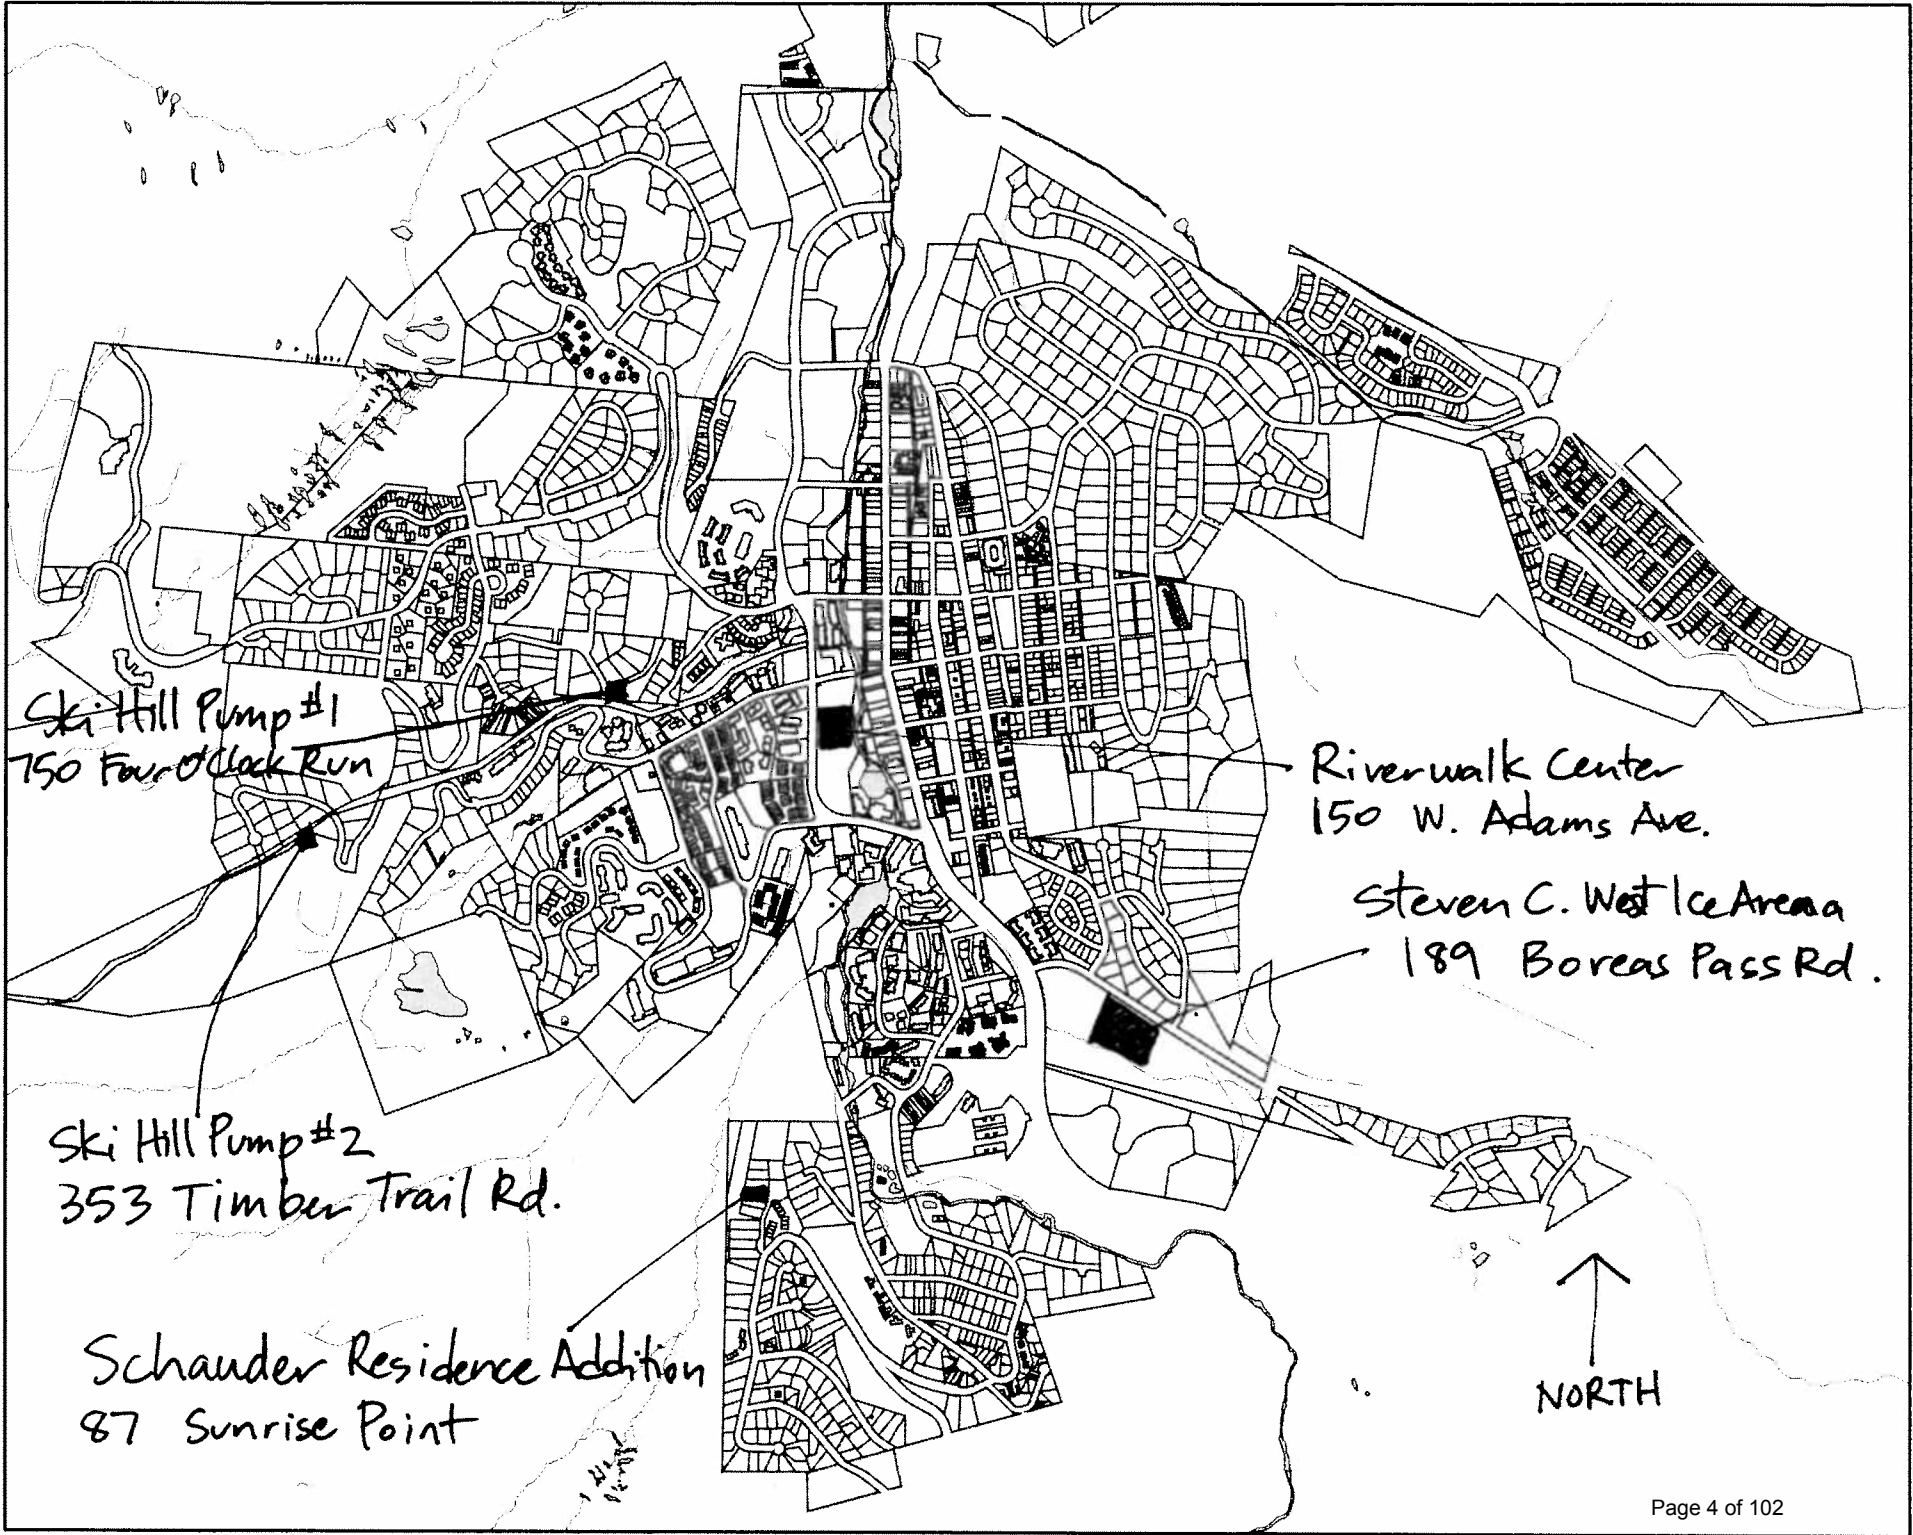 Ski Hill Pump #1
750 Four O'Clock Run
Riverwalk Center
150 W. Adams Ave.
Steven C. West Ice Arena
189 Boreas Pass Rd.
Ski Hill Pump #2
353 Timber Trail Rd.
Schauder Residence Addition
87 Sunrise Point
NORTH
Page 4 of 102